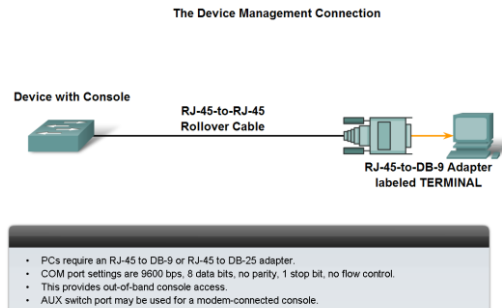 The Device Management Connection
Device with Console
RJ-45-to-RJ-45
Rollover Cable
RJ-45-to-DB-9 Adapter
labeled TERMINAL
• PCs require an RJ-45 to DB-9 or RJ-45 to DB-25 adapter.
• COM port settings are 9600 bps, 8 data bits, no parity, 1 stop bit, no flow control.
• This provides out-of-band console access.
• AUX switch port may be used for a modem-connected console.